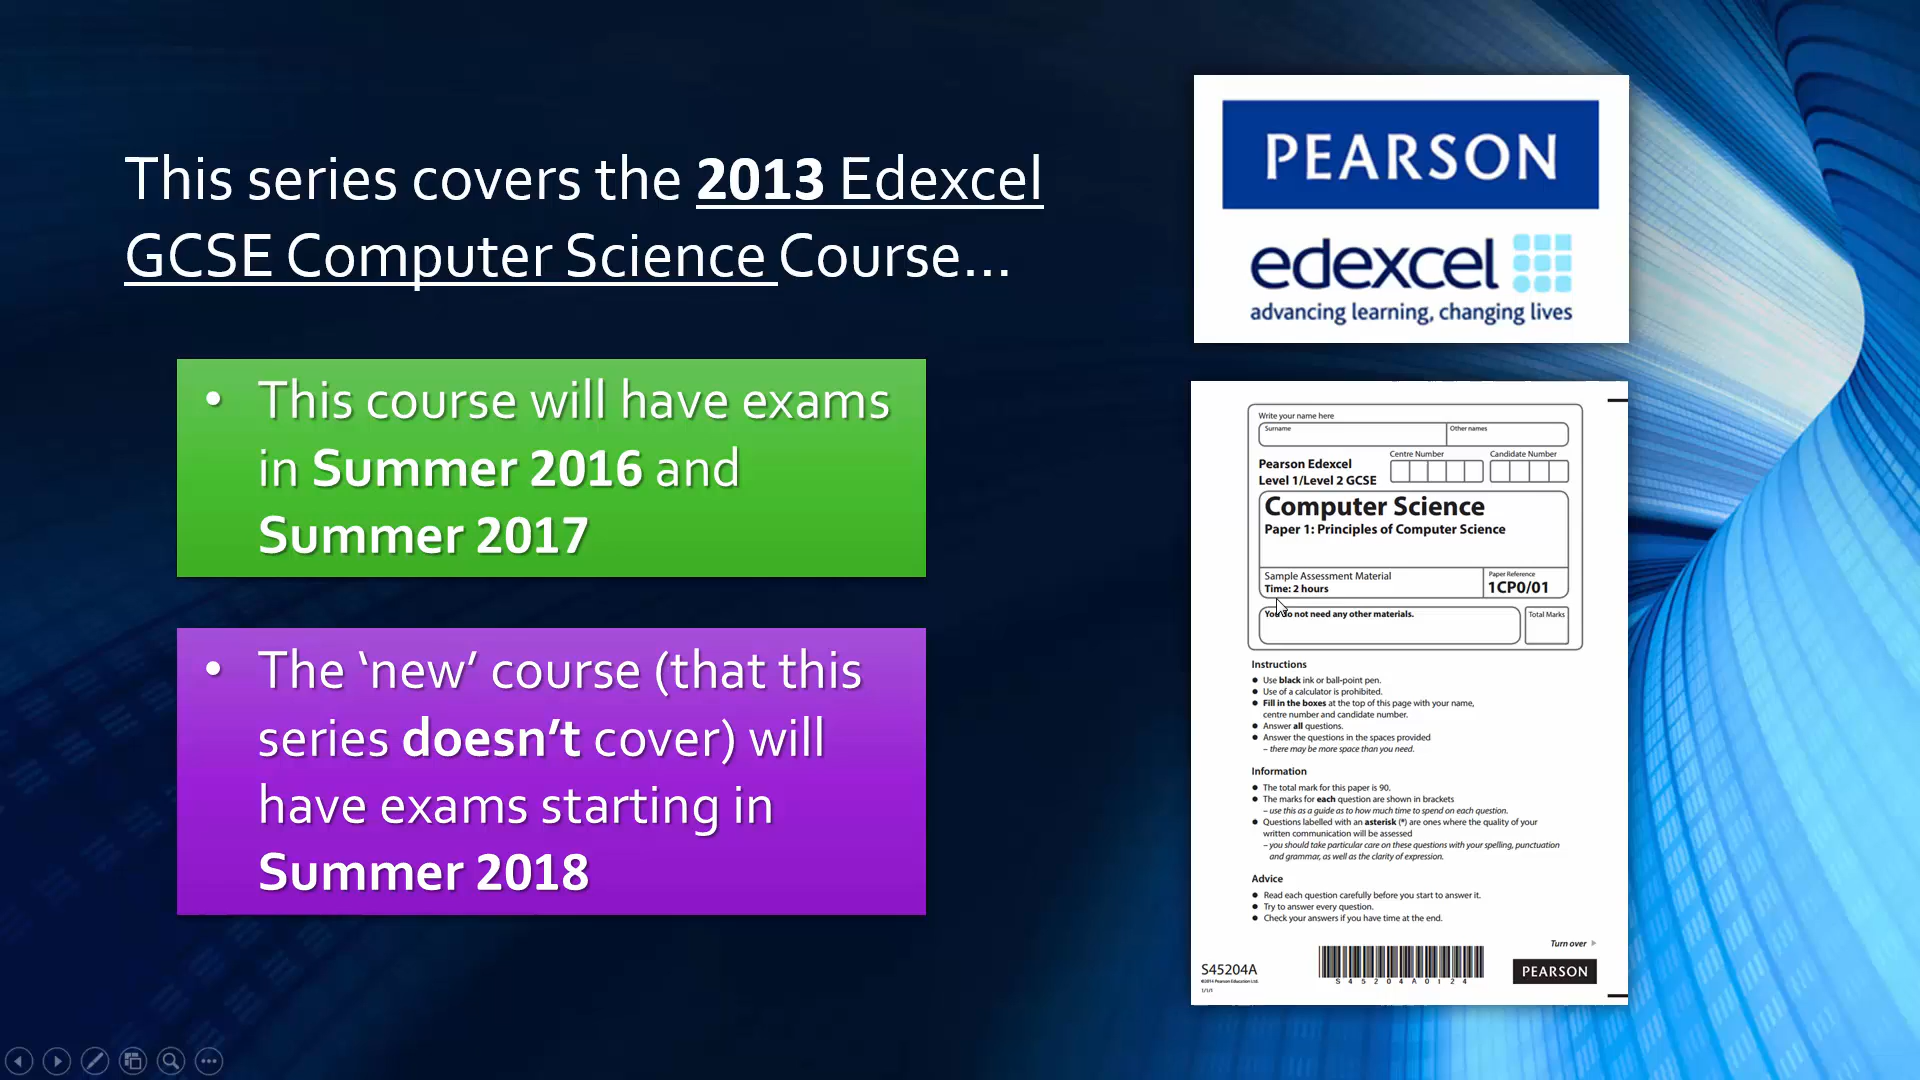 This series covers the 2013 Edexcel
GCSE Computer Science Course...
• This course will have exams
in Summer 2016 and
Summer 2017
• The ‘new’ course (that this
series doesn’t cover) will
have exams starting in
Summer 2018
PEARSON
edexcel
advancing learning, changing lives
Write your name here
Surname
Other names
Centre Number
Candidate Number
Pearson Edexcel
Level 1/Level 2 GCSE
Computer Science
Paper 1: Principles of Computer Science
Sample Assessment Material
Time: 2 hours
Paper Reference
1CP0/01
You do not need any other materials.
Total Marks
Instructions
• Use black ink or ball-point pen.
• Use of a calculator is prohibited.
• Fill in the boxes at the top of this page with your name,
centre number and candidate number.
• Answer all questions.
• Answer the questions in the spaces provided
– there may be more space than you need.
Information
• The total mark for this paper is 90.
• The marks for each question are shown in brackets
– use this as a guide as to how much time to spend on each question.
• Questions labelled with an asterisk (*) are ones where the quality of your
written communication will be assessed
– you should take particular care on these questions with your spelling, punctuation
and grammar, as well as the clarity of expression.
Advice
• Read each question carefully before you start to answer it.
• Try to answer every question.
• Check your answers if you have time at the end.
Turn over
S45204A
©2014 Pearson Education Ltd.
1/1/1
S45204A0124
PEARSON